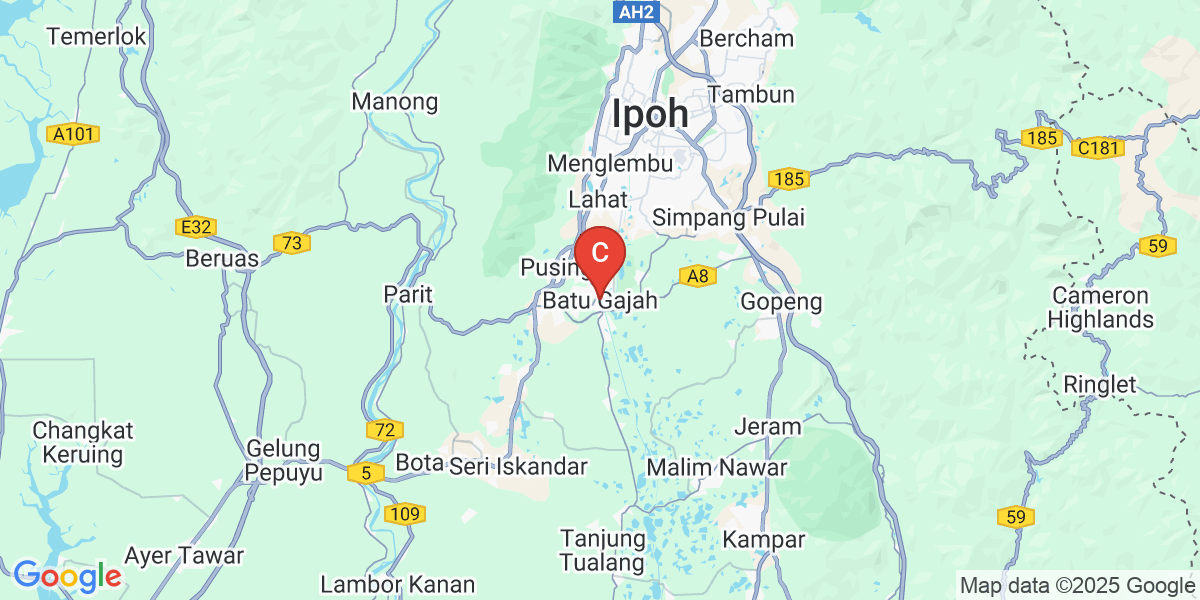 AH2
Temerlok
Bercham
Manong
Tambun
A101
Ipoh
185
C181
Menglembu
185
Lahat
Simpang Pulai
E32
73
59
C
Beruas
Pusing
A8
Parit
Batu Gajah
Gopeng
Cameron
Highlands
Ringlet
Changkat
Keruing
72
Jeram
Gelung
Pepuyu
5
Bota
Seri Iskandar
Malim Nawar
109
59
Tanjung
Tualang
Kampar
Ayer Tawar
Lambor Kanan
Google
Map data ©2025 Google